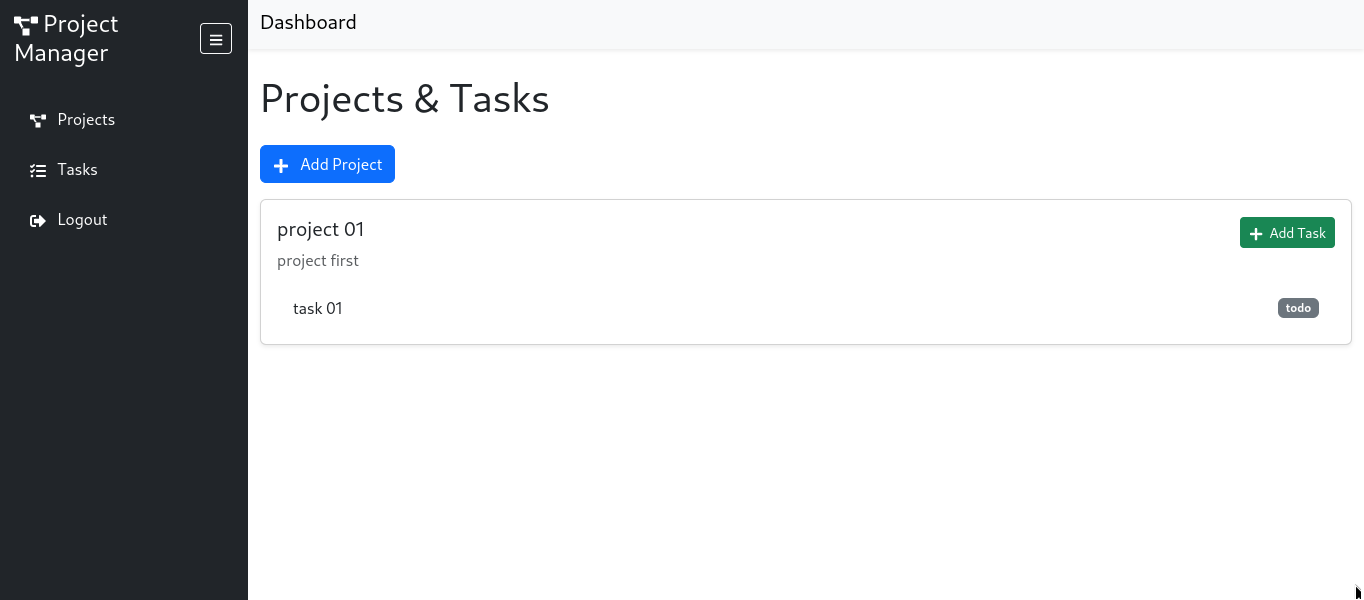 Project
Manager
Projects
Tasks
Logout
Dashboard
Projects & Tasks
Add Project
project 01
Add Task
project first
task 01
todo